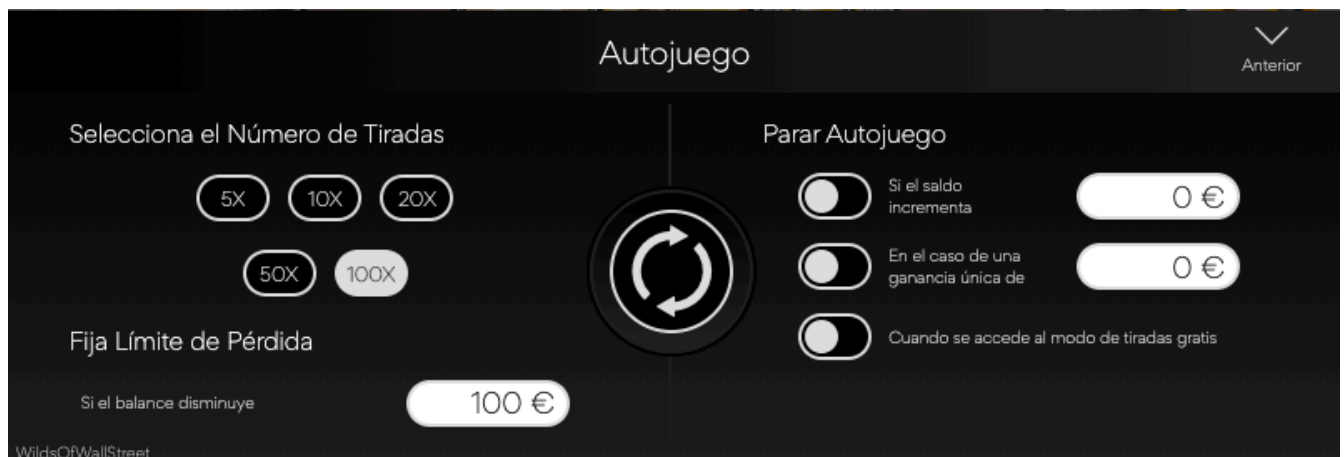 Autojuego
Anterior
Selecciona el Número de Tiradas
5X 10X 20X
50X 100X
Fija Límite de Pérdida
Si el balance disminuye 100 €
Parar Autojuego
Si el saldo
incrementa
0 €
En el caso de una
ganancia única de
0 €
Cuando se accede al modo de tiradas gratis
WildsOfWallStreet